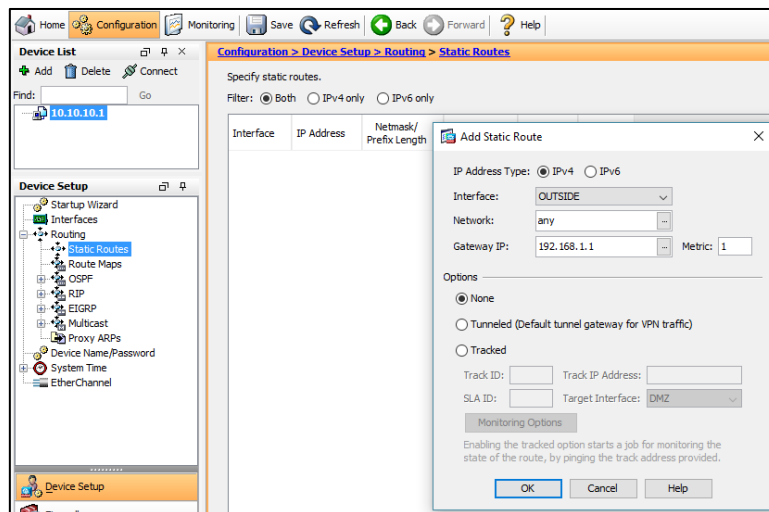 Home Configuration Monitoring Save Refresh Back Forward Help
Device List
Add Delete Connect
Find: Go
10.10.10.1
Device Setup
Startup Wizard
Interfaces
Routing
Static Routes
Route Maps
OSPF
RIP
EIGRP
Multicast
Proxy ARPs
Device Name/Password
System Time
EtherChannel
Device Setup
Configuration > Device Setup > Routing > Static Routes
Specify static routes.
Filter: Both IPv4 only IPv6 only
Interface IP Address Netmask/
Prefix Length
Add Static Route
IP Address Type: IPv4 IPv6
Interface: OUTSIDE
Network: any ...
Gateway IP: 192.168.1.1 ... Metric: 1
Options
None
Tunneled (Default tunnel gateway for VPN traffic)
Tracked
Track ID: Track IP Address:
SLA ID: Target Interface: DMZ
Monitoring Options
Enabling the tracked option starts a job for monitoring the
state of the route, by pinging the track address provided.
OK Cancel Help